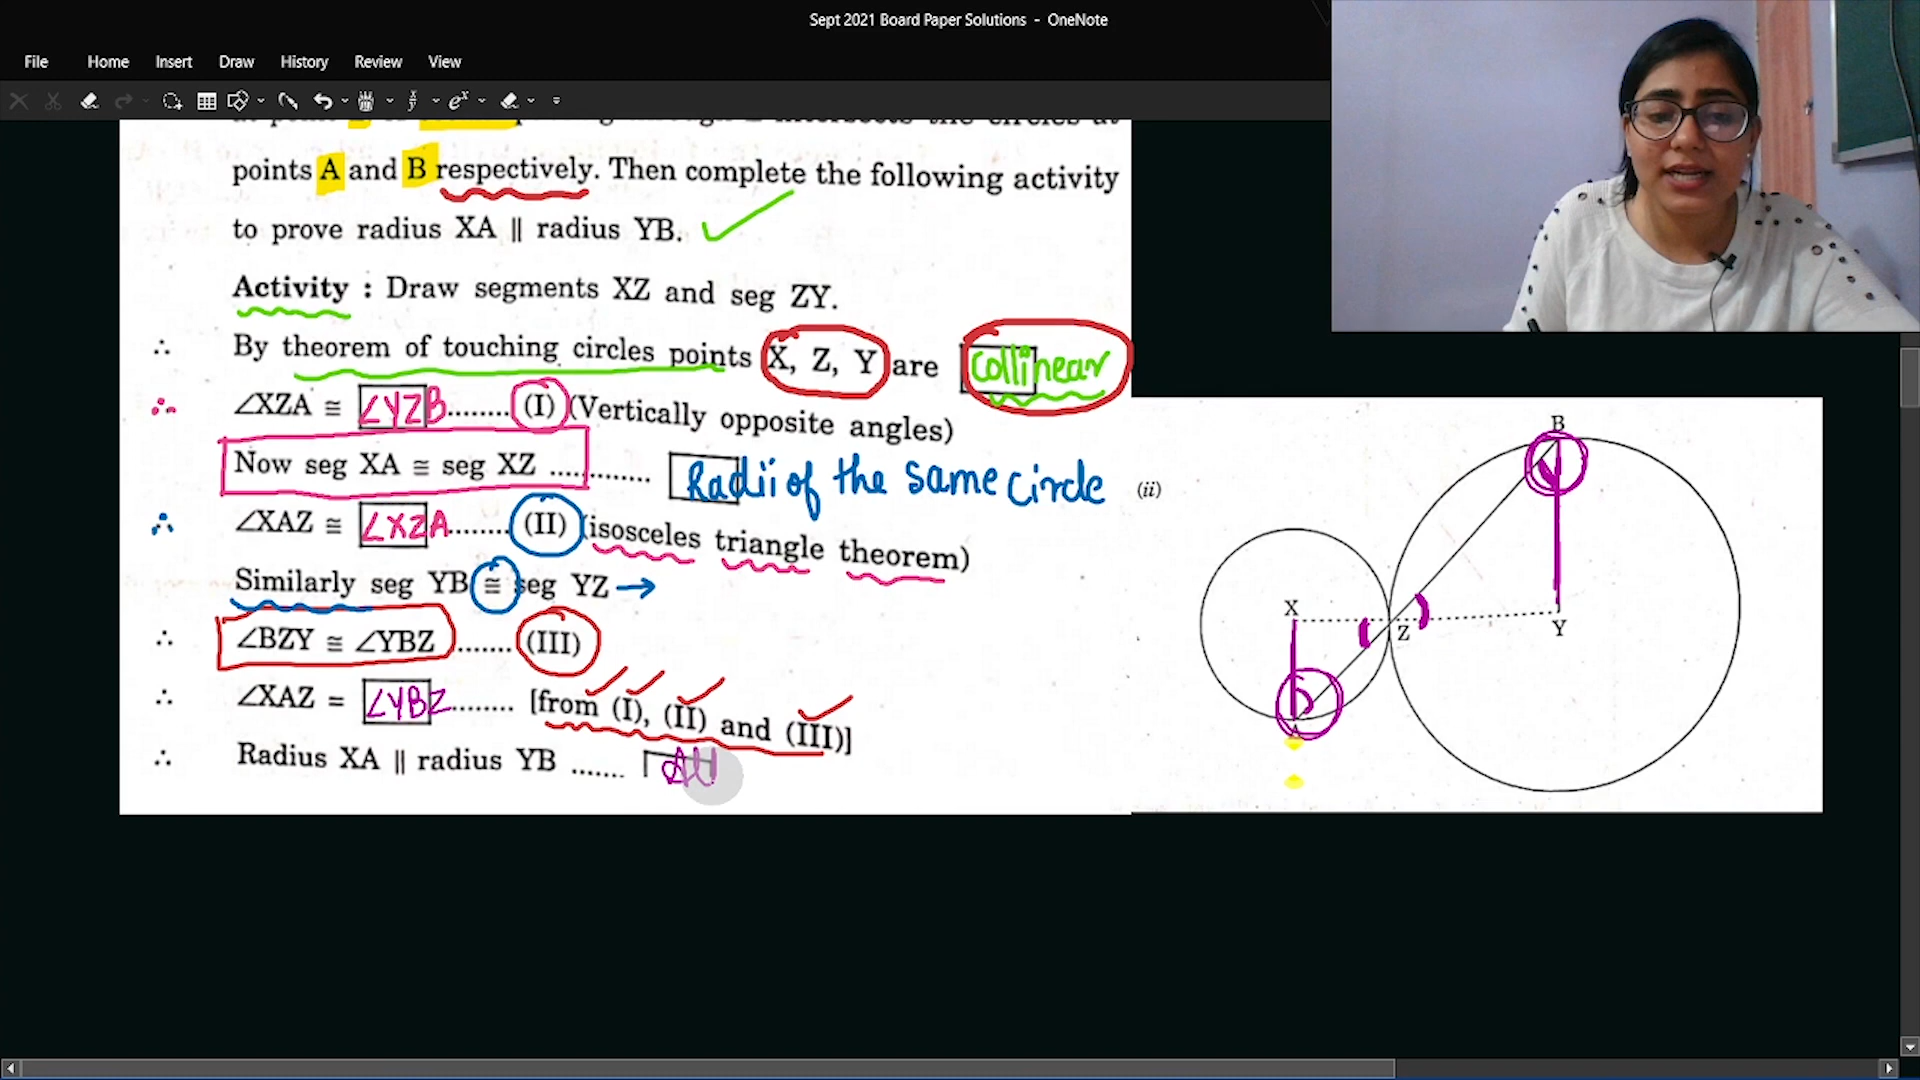 Sept 2021 Board Paper Solutions - OneNote
File Home Insert Draw History Review View
points A and B respectively. Then complete the following activity
to prove radius XA ∥ radius YB.
Activity : Draw segments XZ and seg ZY.
∴ By theorem of touching circles points X, Z, Y are collinear
∴ ∠XZA ≅ ∠YZB ........ (I) (Vertically opposite angles)
Now seg XA ≅ seg XZ ............. Radii of the same circle
∴ ∠XAZ ≅ ∠XZA ........ (II) (isosceles triangle theorem)
Similarly seg YB ≅ seg YZ →
∴ ∠BZY ≅ ∠YBZ ....... (III)
∴ ∠XAZ = ∠YBZ ......... [from (I), (II) and (III)]
∴ Radius XA ∥ radius YB .......
(ii)
B
X
Z
Y
A